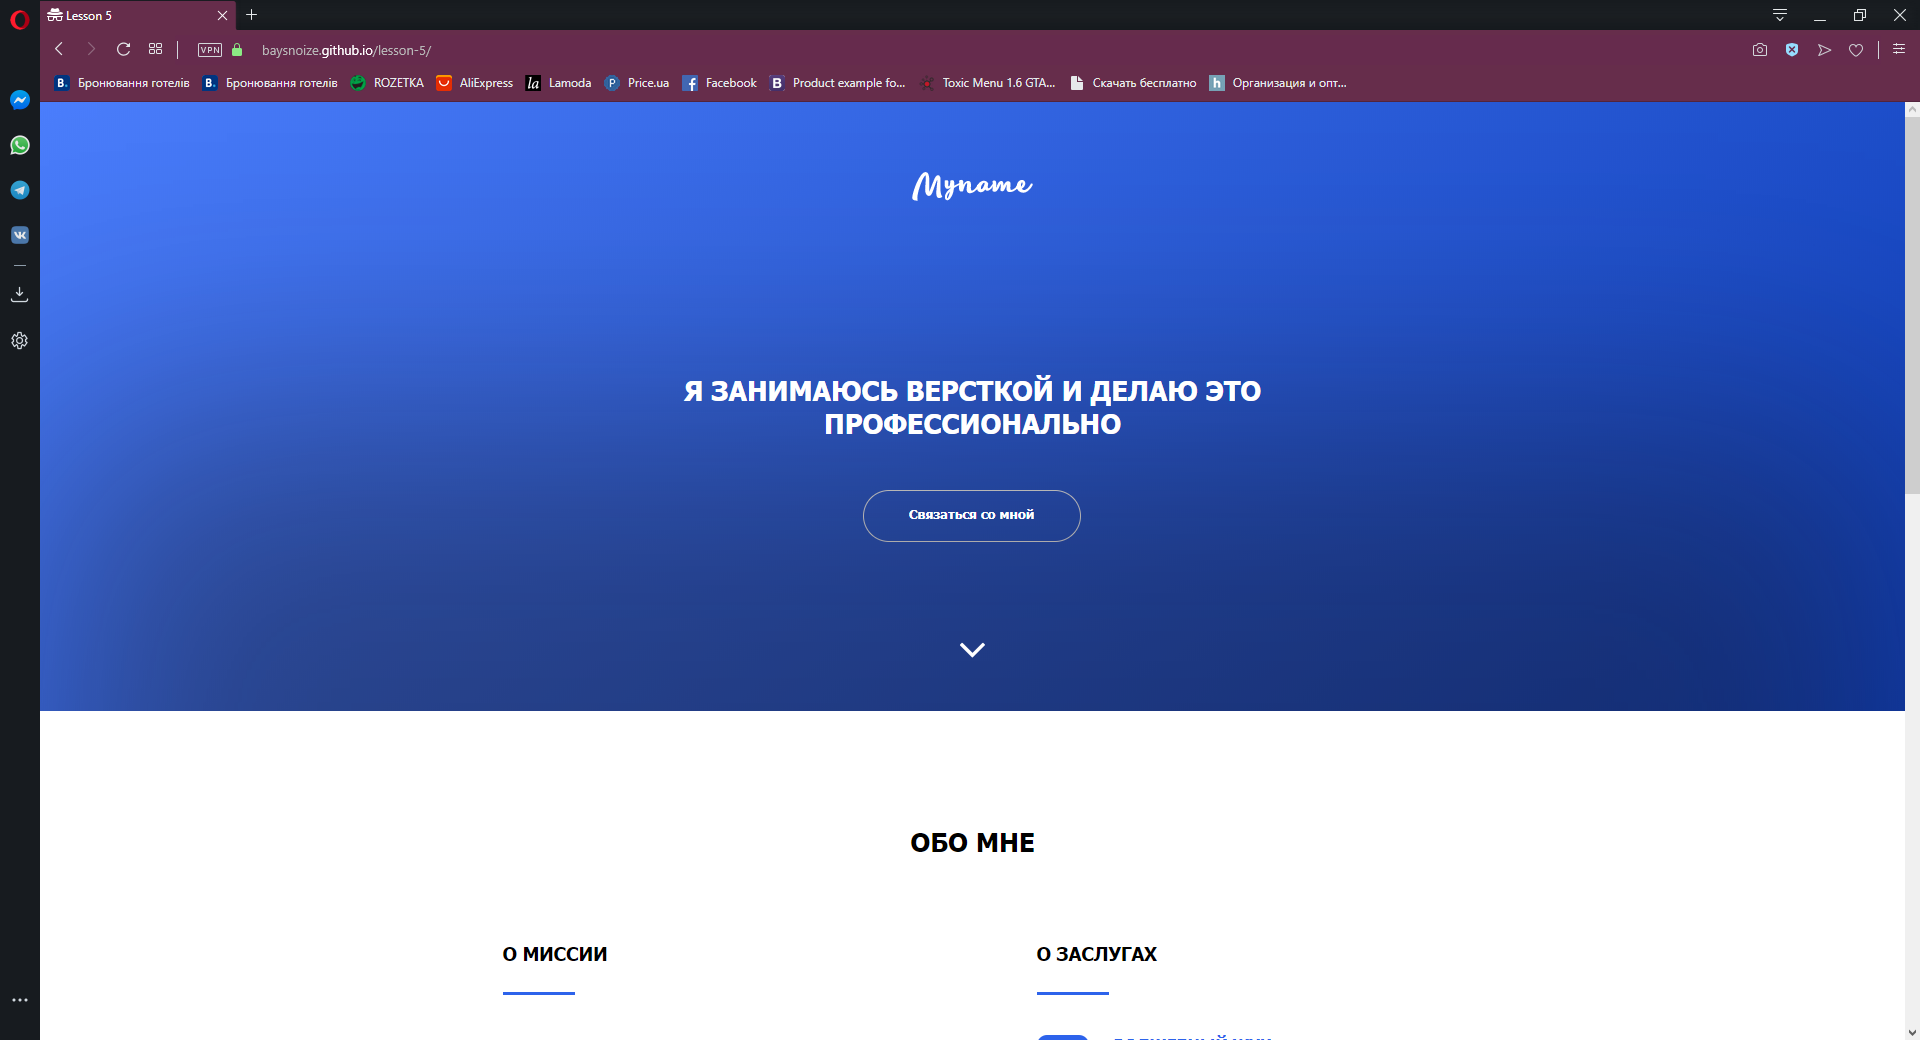 Lesson 5
VPN
baysnoize.github.io/lesson-5/
B. Бронювання готелів
B. Бронювання готелів
ROZETKA
AliExpress
la Lamoda
P Price.ua
f Facebook
B Product example fo...
Toxic Menu 1.6 GTA...
Скачать бесплатно
h Организация и опт...
Myname
Я ЗАНИМАЮСЬ ВЕРСТКОЙ И ДЕЛАЮ ЭТО
ПРОФЕССИОНАЛЬНО
Связаться со мной
ОБО МНЕ
О МИССИИ
О ЗАСЛУГАХ